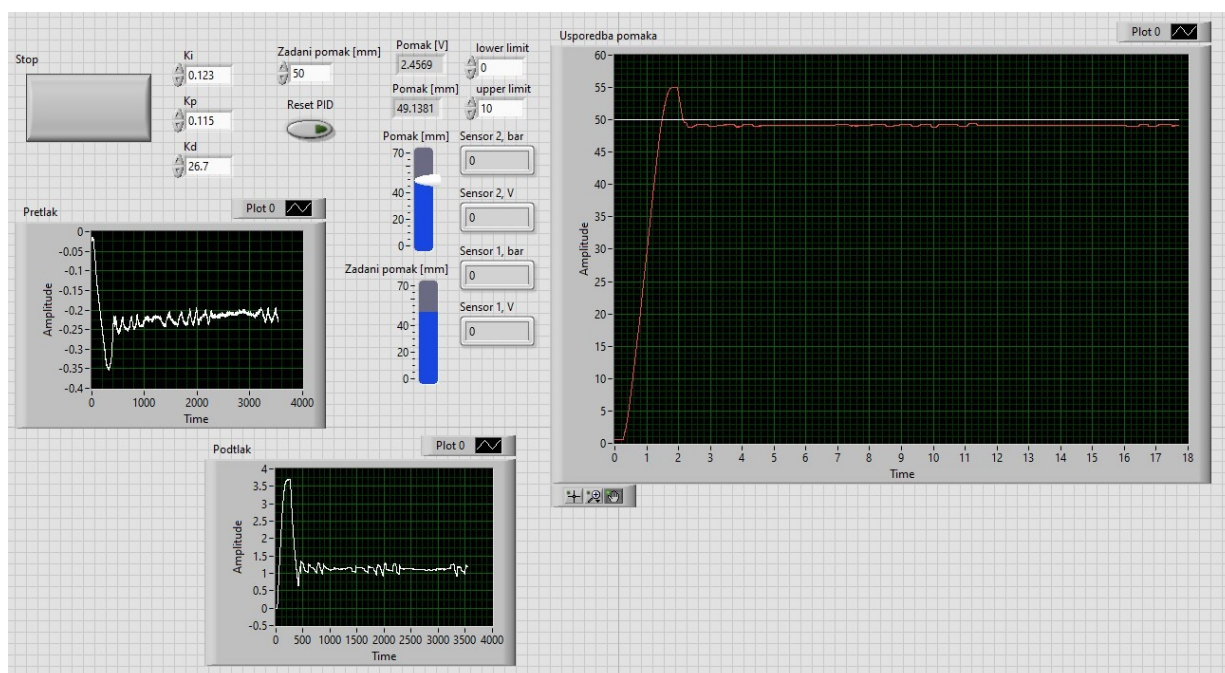 Stop
Ki
0.123
Kp
0.115
Kd
26.7
Zadani pomak [mm]
50
Reset PID
Pomak [V]
2.4569
Pomak [mm]
49.1381
lower limit
0
upper limit
10
Pomak [mm]
70
40
20
0
Zadani pomak [mm]
70
40
20
0
Sensor 2, bar
0
Sensor 2, V
0
Sensor 1, bar
0
Sensor 1, V
0
Pretlak
Plot 0
Amplitude
0
-0.05
-0.1
-0.15
-0.2
-0.25
-0.3
-0.35
-0.4
0 1000 2000 3000 4000
Time
Podtlak
Plot 0
Amplitude
4
3.5
3
2.5
2
1.5
1
0.5
0
-0.5
0 500 1000 1500 2000 2500 3000 3500 4000
Time
Usporedba pomaka
Plot 0
Amplitude
60
55
50
45
40
35
30
25
20
15
10
5
0
0 1 2 3 4 5 6 7 8 9 10 11 12 13 14 15 16 17 18
Time